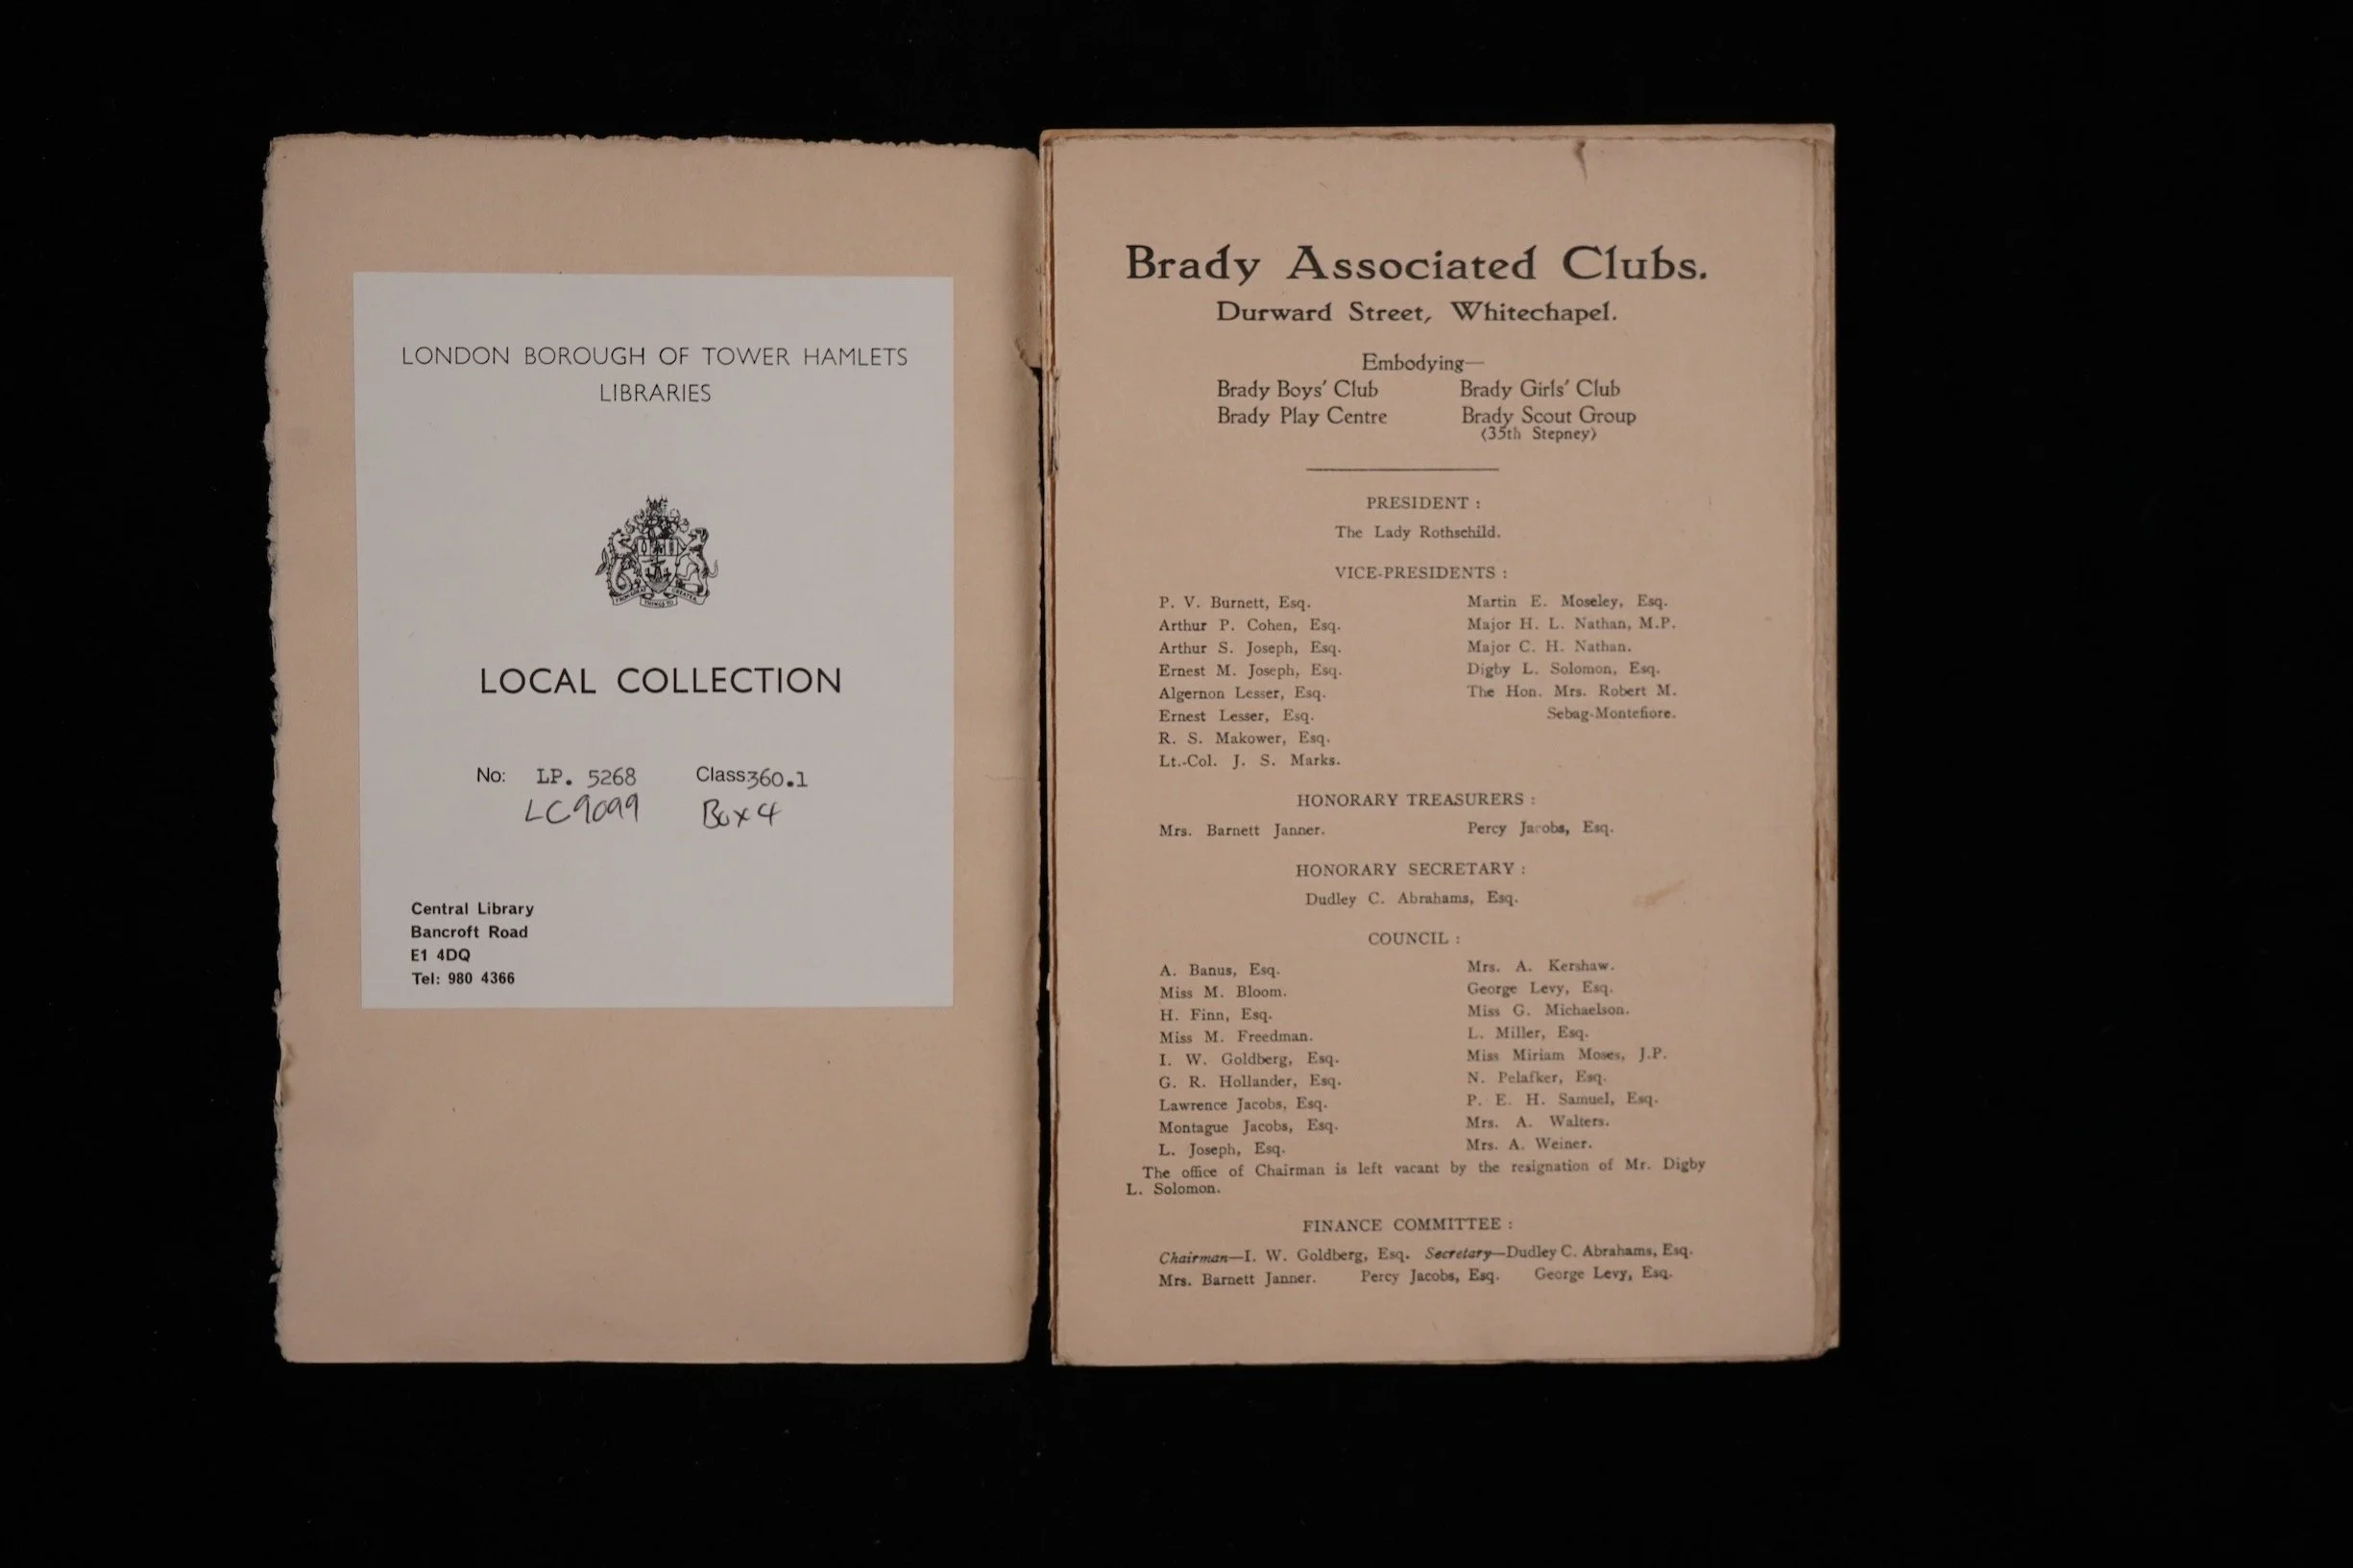 LONDON BOROUGH OF TOWER HAMLETS
LIBRARIES
FROM GREAT THINGS TO GREATER
LOCAL COLLECTION
No: LP. 5268 Class 360.1
LC9099 Box 4
Central Library
Bancroft Road
E1 4DQ
Tel: 980 4366
Brady Associated Clubs.
Durward Street, Whitechapel.
Embodying—
Brady Boys' Club Brady Girls' Club
Brady Play Centre Brady Scout Group
(35th Stepney)
PRESIDENT :
The Lady Rothschild.
VICE-PRESIDENTS :
P. V. Burnett, Esq.
Arthur P. Cohen, Esq.
Arthur S. Joseph, Esq.
Ernest M. Joseph, Esq.
Algernon Lesser, Esq.
Ernest Lesser, Esq.
R. S. Makower, Esq.
Lt.-Col. J. S. Marks.
Martin E. Moseley, Esq.
Major H. L. Nathan, M.P.
Major C. H. Nathan.
Digby L. Solomon, Esq.
The Hon. Mrs. Robert M.
Sebag-Montefiore.
HONORARY TREASURERS :
Mrs. Barnett Janner. Percy Jacobs, Esq.
HONORARY SECRETARY :
Dudley C. Abrahams, Esq.
COUNCIL :
A. Banus, Esq.
Miss M. Bloom.
H. Finn, Esq.
Miss M. Freedman.
I. W. Goldberg, Esq.
G. R. Hollander, Esq.
Lawrence Jacobs, Esq.
Montague Jacobs, Esq.
L. Joseph, Esq.
Mrs. A. Kershaw.
George Levy, Esq.
Miss G. Michaelson.
L. Miller, Esq.
Miss Miriam Moses, J.P.
N. Pelafker, Esq.
P. E. H. Samuel, Esq.
Mrs. A. Walters.
Mrs. A. Weiner.
The office of Chairman is left vacant by the resignation of Mr. Digby
L. Solomon.
FINANCE COMMITTEE :
Chairman—I. W. Goldberg, Esq. Secretary—Dudley C. Abrahams, Esq.
Mrs. Barnett Janner. Percy Jacobs, Esq. George Levy, Esq.